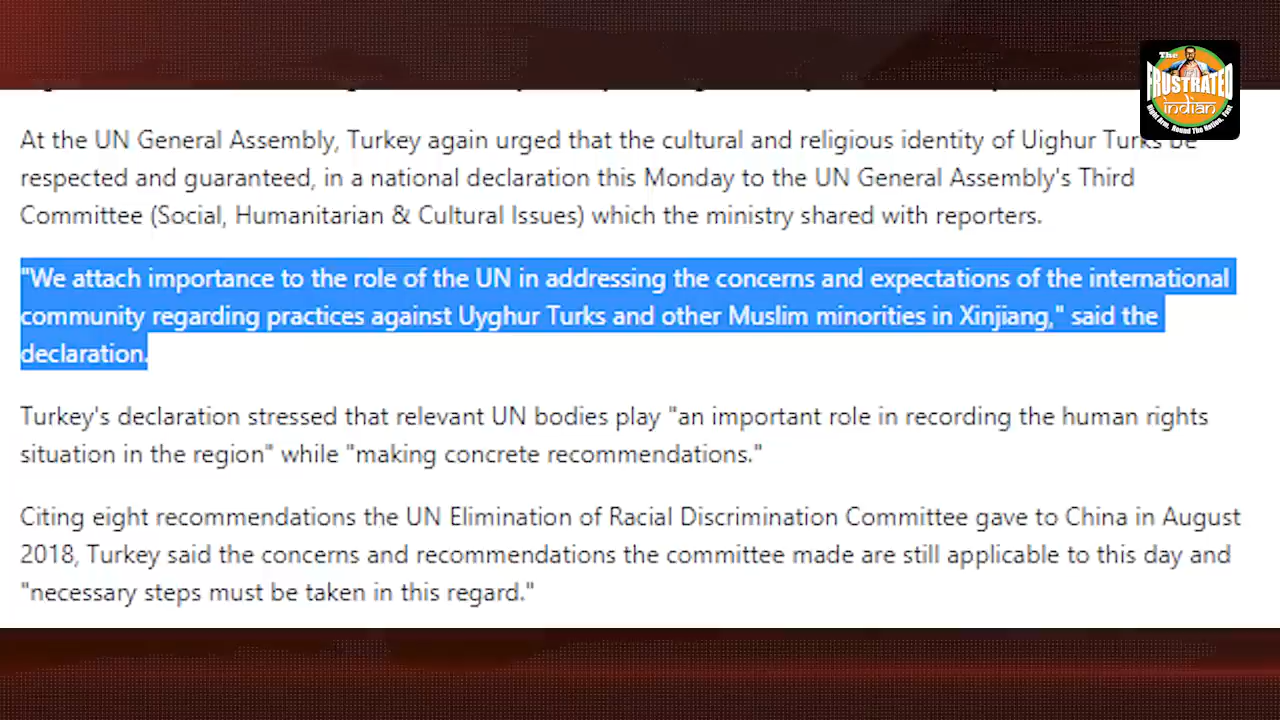 The
FRUSTRATED
indian
Right Arm. Around The Nation. Fast
At the UN General Assembly, Turkey again urged that the cultural and religious identity of Uighur Turks be
respected and guaranteed, in a national declaration this Monday to the UN General Assembly's Third
Committee (Social, Humanitarian & Cultural Issues) which the ministry shared with reporters.
"We attach importance to the role of the UN in addressing the concerns and expectations of the international
community regarding practices against Uyghur Turks and other Muslim minorities in Xinjiang," said the
declaration.
Turkey's declaration stressed that relevant UN bodies play "an important role in recording the human rights
situation in the region" while "making concrete recommendations."
Citing eight recommendations the UN Elimination of Racial Discrimination Committee gave to China in August
2018, Turkey said the concerns and recommendations the committee made are still applicable to this day and
"necessary steps must be taken in this regard."